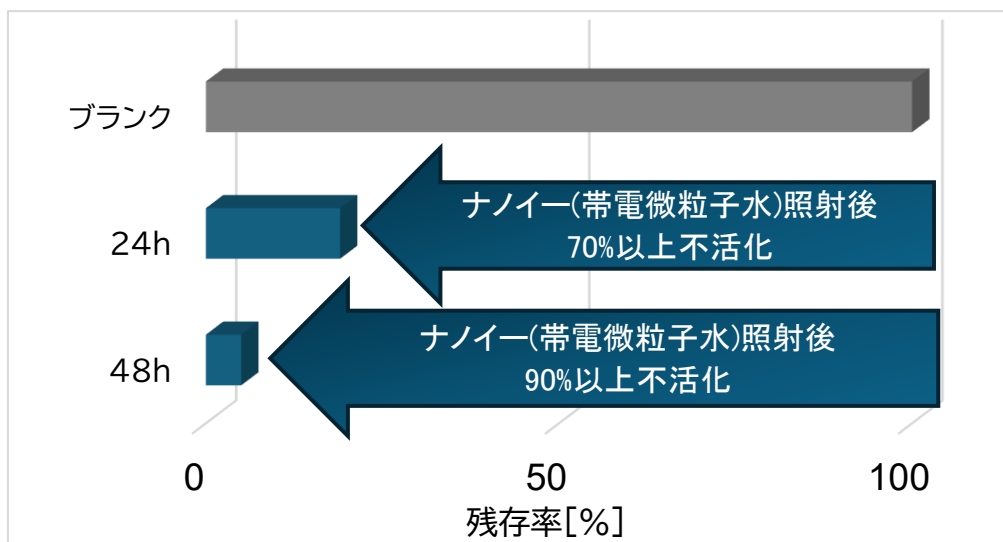 ブランク
ナノイー(帯電微粒子水)照射後
70%以上不活化
24h
ナノイー(帯電微粒子水)照射後
90%以上不活化
48h
0 50 100
残存率[%]